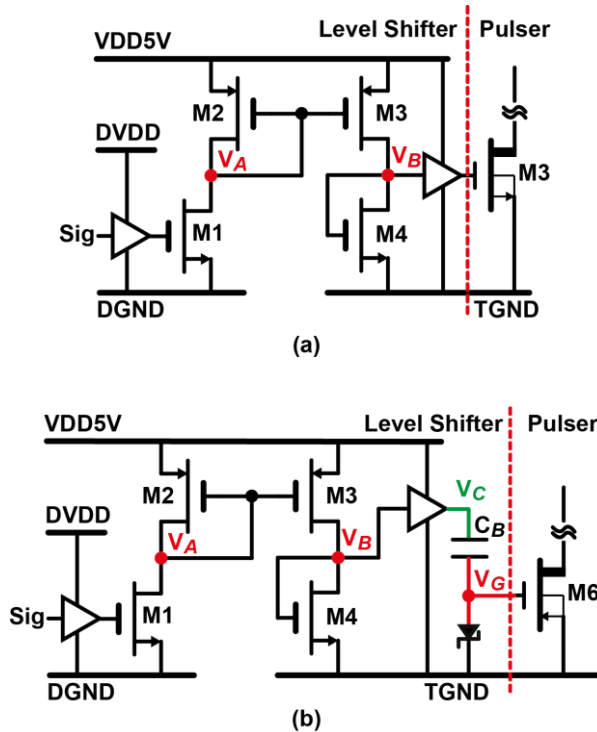 Level Shifter Pulser
VDD5V
M2 M3
DVDD
VA VB
M3
Sig M1 M4
DGND TGND
(a)
Level Shifter Pulser
VDD5V
M2 M3
VC
DVDD
CB
VA VB
VG
M6
Sig M1 M4
DGND TGND
(b)